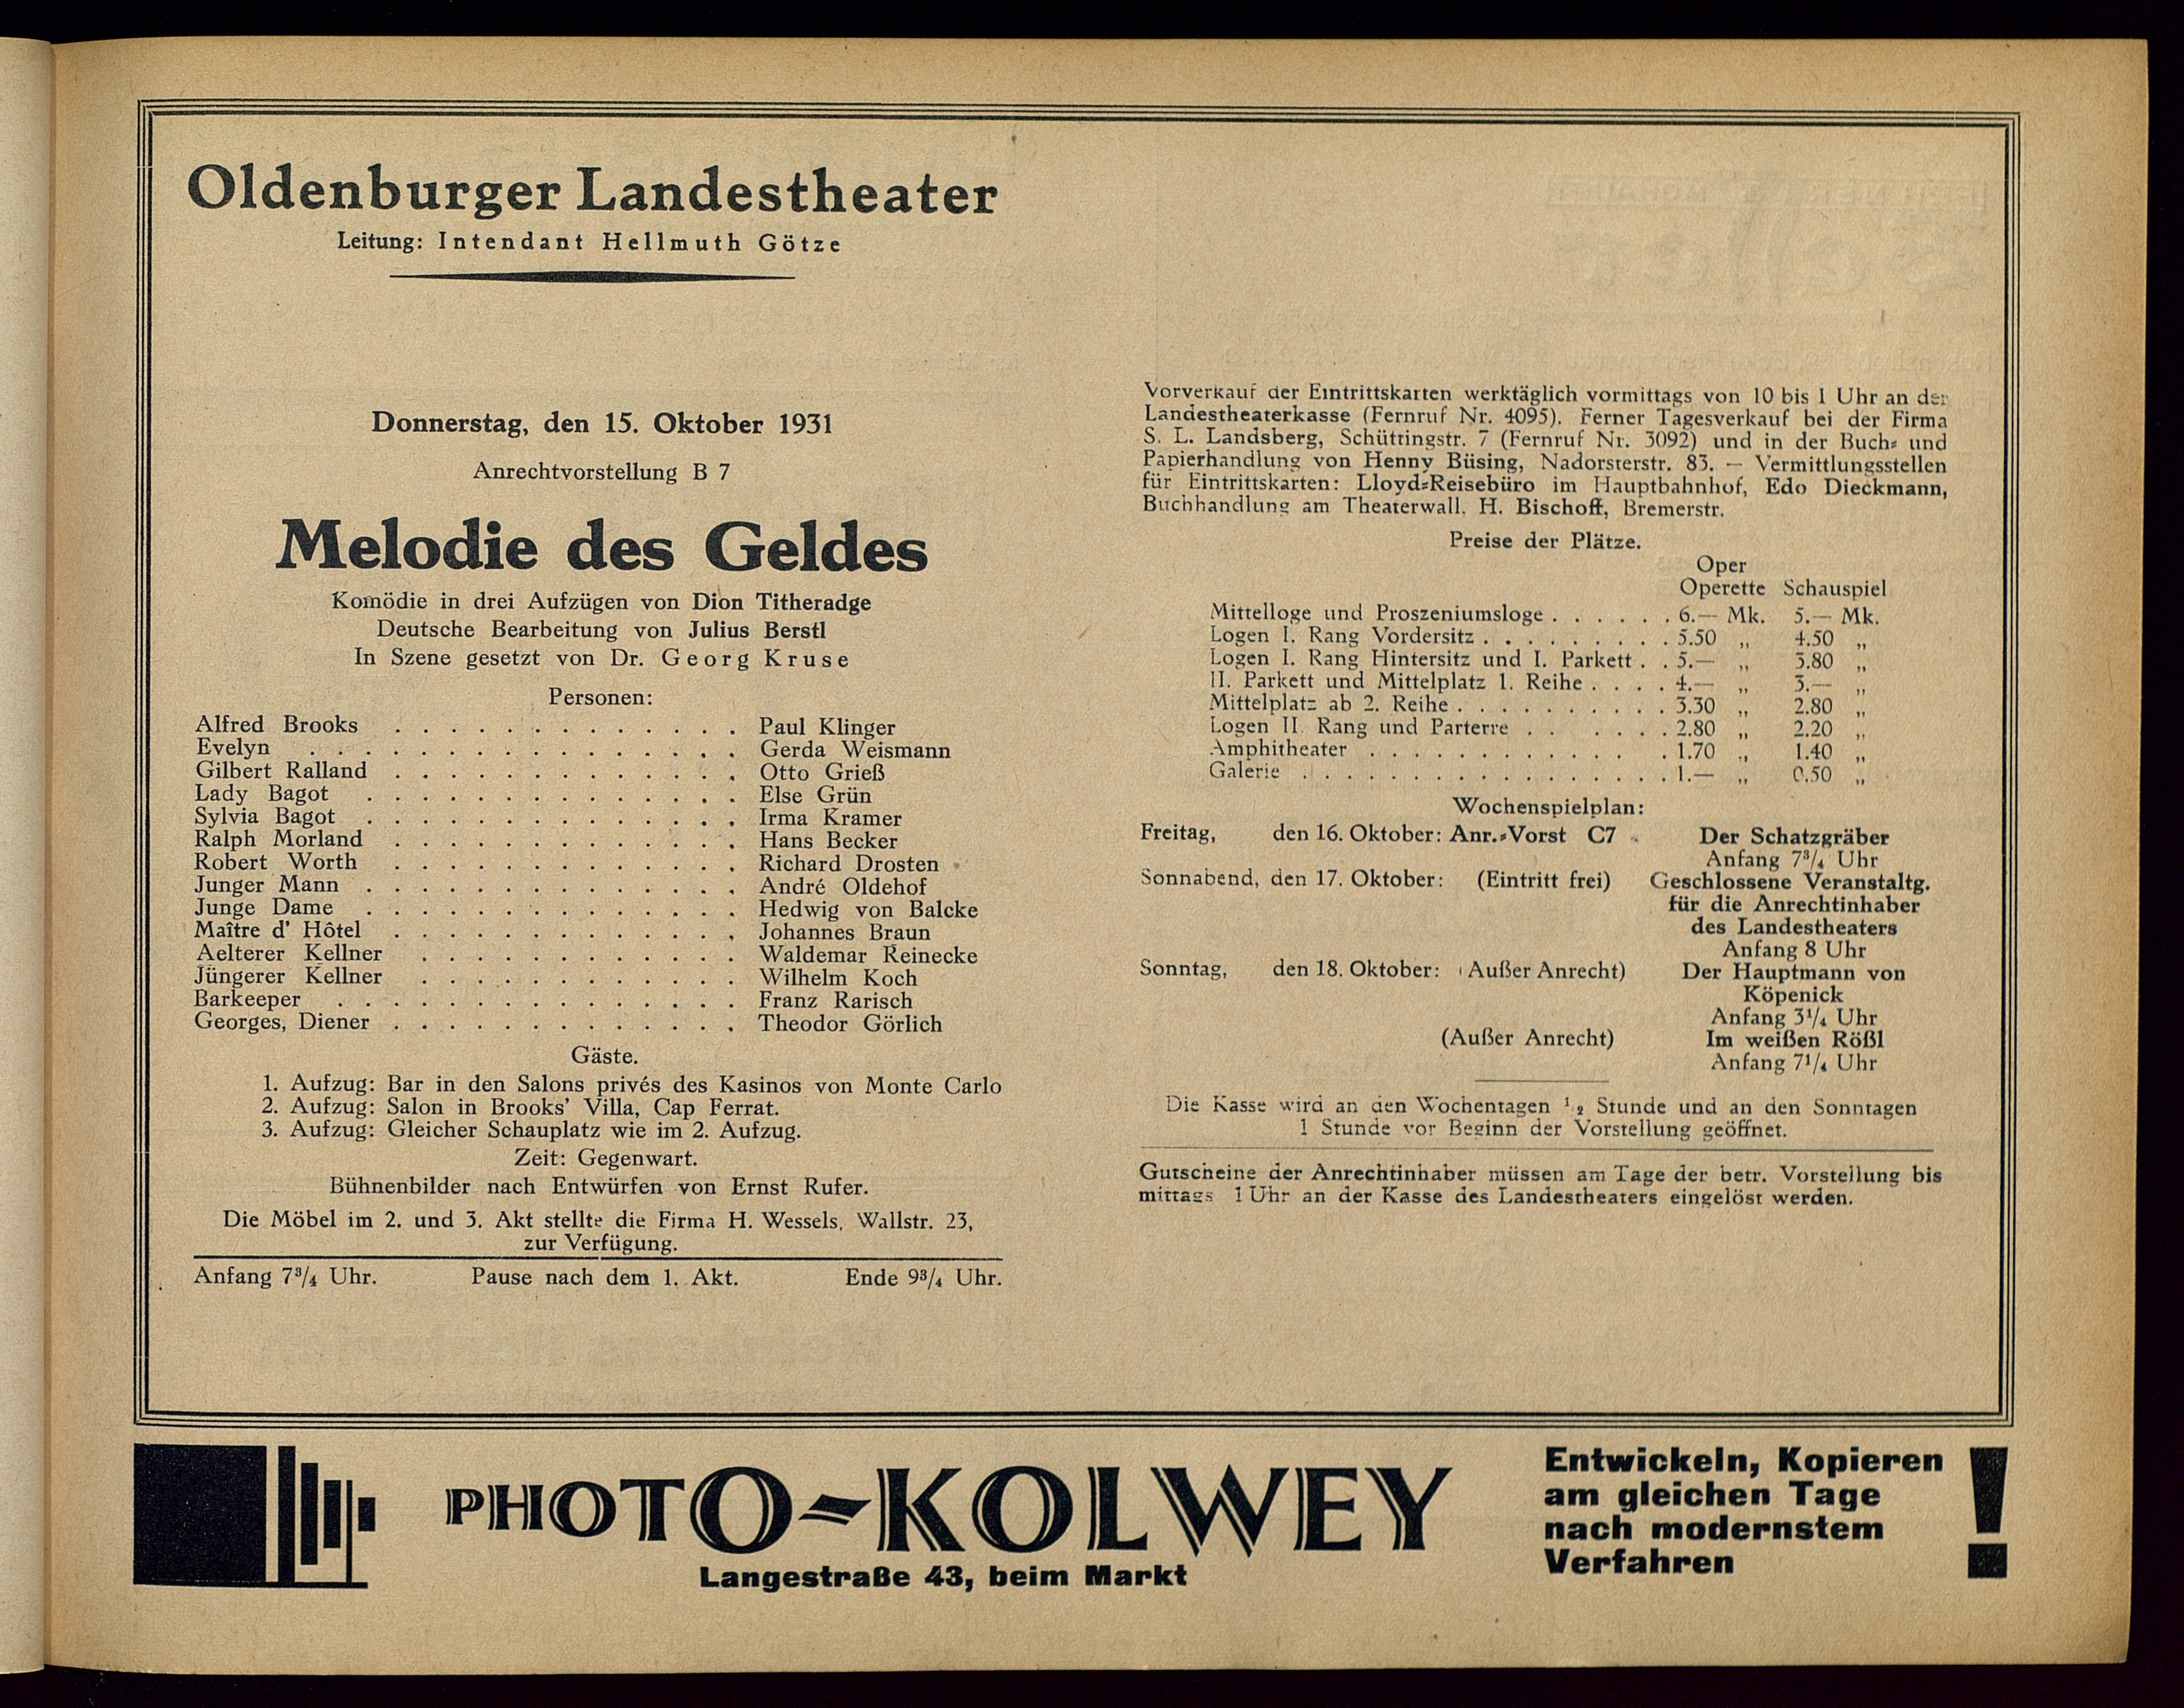 Oldenburger Landestheater
Leitung: Intendant Hellmuth Götze
Donnerstag, den 15. Oktober 1931
Anrechtvorstellung B 7
Melodie des Geldes
Komödie in drei Aufzügen von Dion Titheradge
Deutsche Bearbeitung von Julius Berstl
In Szene gesetzt von Dr. Georg Kruse
Personen:
Alfred Brooks . . . . . . . . . . . . . Paul Klinger
Evelyn . . . . . . . . . . . . . . . . Gerda Weismann
Gilbert Ralland . . . . . . . . . . . . . Otto Grieß
Lady Bagot . . . . . . . . . . . . . . Else Grün
Sylvia Bagot . . . . . . . . . . . . . . Irma Kramer
Ralph Morland . . . . . . . . . . . . . Hans Becker
Robert Worth . . . . . . . . . . . . . Richard Drosten
Junger Mann . . . . . . . . . . . . . . André Oldehof
Junge Dame . . . . . . . . . . . . . . Hedwig von Balcke
Maître d' Hôtel . . . . . . . . . . . . . Johannes Braun
Aelterer Kellner . . . . . . . . . . . . Waldemar Reinecke
Jüngerer Kellner . . . . . . . . . . . . Wilhelm Koch
Barkeeper . . . . . . . . . . . . . . . Franz Rarisch
Georges, Diener . . . . . . . . . . . . . Theodor Görlich
Gäste.
1. Aufzug: Bar in den Salons privés des Kasinos von Monte Carlo
2. Aufzug: Salon in Brooks' Villa, Cap Ferrat.
3. Aufzug: Gleicher Schauplatz wie im 2. Aufzug.
Zeit: Gegenwart.
Bühnenbilder nach Entwürfen von Ernst Rufer.
Die Möbel im 2. und 3. Akt stellte die Firma H. Wessels, Wallstr. 23,
zur Verfügung.
Anfang 7³/₄ Uhr. Pause nach dem 1. Akt. Ende 9³/₄ Uhr.
Vorverkauf der Eintrittskarten werktäglich vormittags von 10 bis 1 Uhr an der
Landestheaterkasse (Fernruf Nr. 4095). Ferner Tagesverkauf bei der Firma
S. L. Landsberg, Schüttingstr. 7 (Fernruf Nr. 3092) und in der Buch- und
Papierhandlung von Henny Büsing, Nadorsterstr. 83. — Vermittlungsstellen
für Eintrittskarten: Lloyd-Reisebüro im Hauptbahnhof, Edo Dieckmann,
Buchhandlung am Theaterwall, H. Bischoff, Bremerstr.
Preise der Plätze.
Oper
Operette Schauspiel
Mittelloge und Proszeniumsloge . . . . . . 6.— Mk. 5.— Mk.
Logen I. Rang Vordersitz . . . . . . . . 5.50 „ 4.50 „
Logen I. Rang Hintersitz und I. Parkett . . 5.— „ 3.80 „
II. Parkett und Mittelplatz 1. Reihe . . . . 4.— „ 3.— „
Mittelplatz ab 2. Reihe . . . . . . . . . 3.30 „ 2.80 „
Logen II. Rang und Parterre . . . . . . 2.80 „ 2.20 „
Amphitheater . . . . . . . . . . . . 1.70 „ 1.40 „
Galerie . . . . . . . . . . . . . . 1.— „ 0.50 „
Wochenspielplan:
Freitag, den 16. Oktober: Anr.-Vorst C7 Der Schatzgräber
Anfang 7³/₄ Uhr
Sonnabend, den 17. Oktober: (Eintritt frei) Geschlossene Veranstaltg.
für die Anrechtinhaber
des Landestheaters
Anfang 8 Uhr
Sonntag, den 18. Oktober: (Außer Anrecht) Der Hauptmann von
Köpenick
Anfang 3¹/₄ Uhr
(Außer Anrecht) Im weißen Rößl
Anfang 7¹/₄ Uhr
Die Kasse wird an den Wochentagen ¹/₂ Stunde und an den Sonntagen
1 Stunde vor Beginn der Vorstellung geöffnet.
Gutscheine der Anrechtinhaber müssen am Tage der betr. Vorstellung bis
mittags 1 Uhr an der Kasse des Landestheaters eingelöst werden.
PHOTO-KOLWEY
Langestraße 43, beim Markt
Entwickeln, Kopieren
am gleichen Tage
nach modernstem
Verfahren !